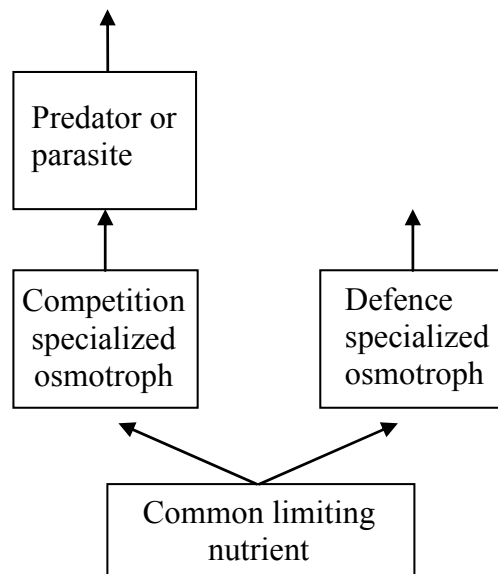 Predator or
parasite
Competition
specialized
osmotroph
Defence
specialized
osmotroph
Common limiting
nutrient